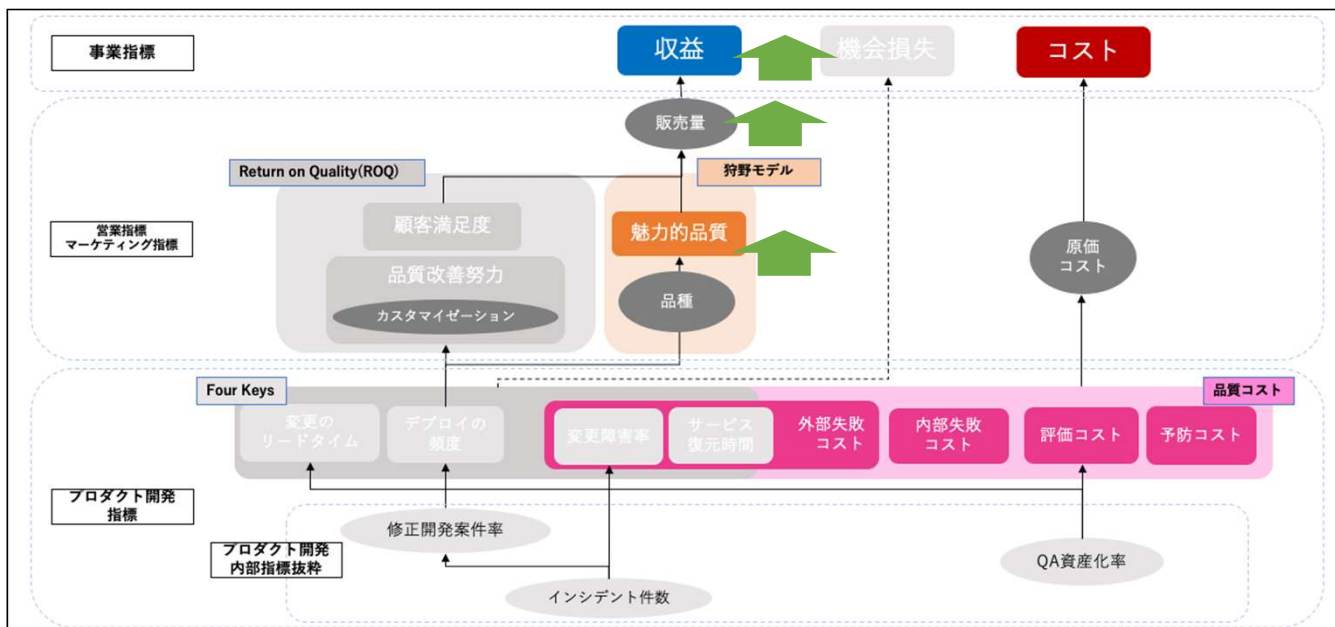 事業指標
収益
機会損失
コスト
販売量
Return on Quality(ROQ)
狩野モデル
営業指標
マーケティング指標
顧客満足度
魅力的品質
原価
コスト
品質改善努力
品種
カスタマイゼーション
Four Keys
品質コスト
変更の
リードタイム
デプロイの
頻度
変更障害率
サービス
復元時間
外部失敗
コスト
内部失敗
コスト
評価コスト
予防コスト
プロダクト開発
指標
修正開発案件率
プロダクト開発
内部指標抜粋
QA資産化率
インシデント件数